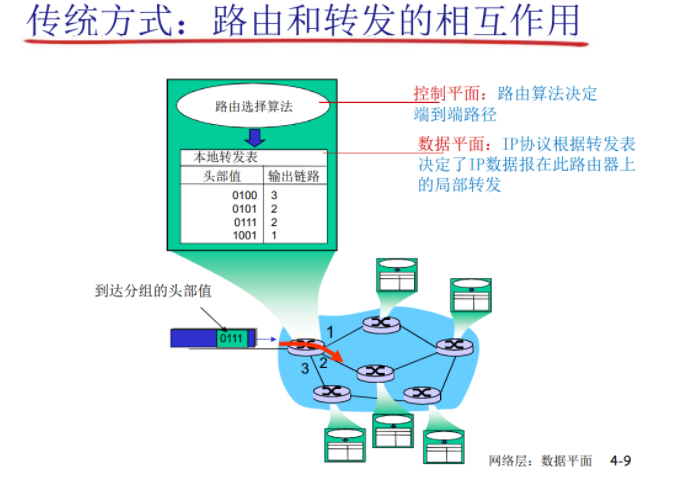 传统方式：路由和转发的相互作用
路由选择算法
控制平面：路由算法决定
端到端路径
本地转发表
头部值 输出链路
0100 3
0101 2
0111 2
1001 1
数据平面：IP协议根据转发表
决定了IP数据报在此路由器上
的局部转发
到达分组的头部值
0111
1
2
3
网络层：数据平面 4-9